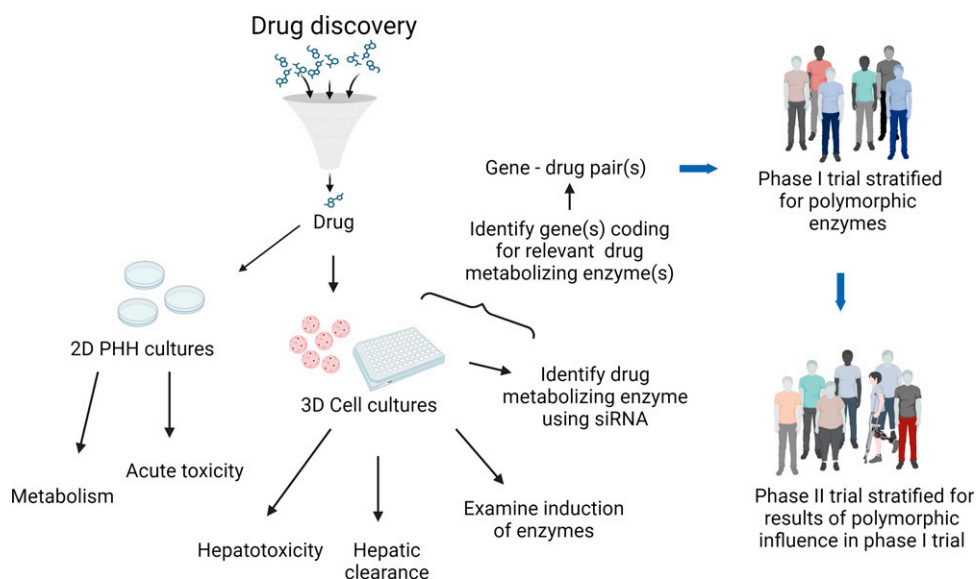 Drug discovery
Drug
2D PHH cultures
Metabolism
Acute toxicity
3D Cell cultures
Hepatotoxicity
Hepatic
clearance
Examine induction
of enzymes
Identify drug
metabolizing enzyme
using siRNA
Identify gene(s) coding
for relevant drug
metabolizing enzyme(s)
Gene - drug pair(s)
Phase I trial stratified
for polymorphic
enzymes
Phase II trial stratified for
results of polymorphic
influence in phase I trial